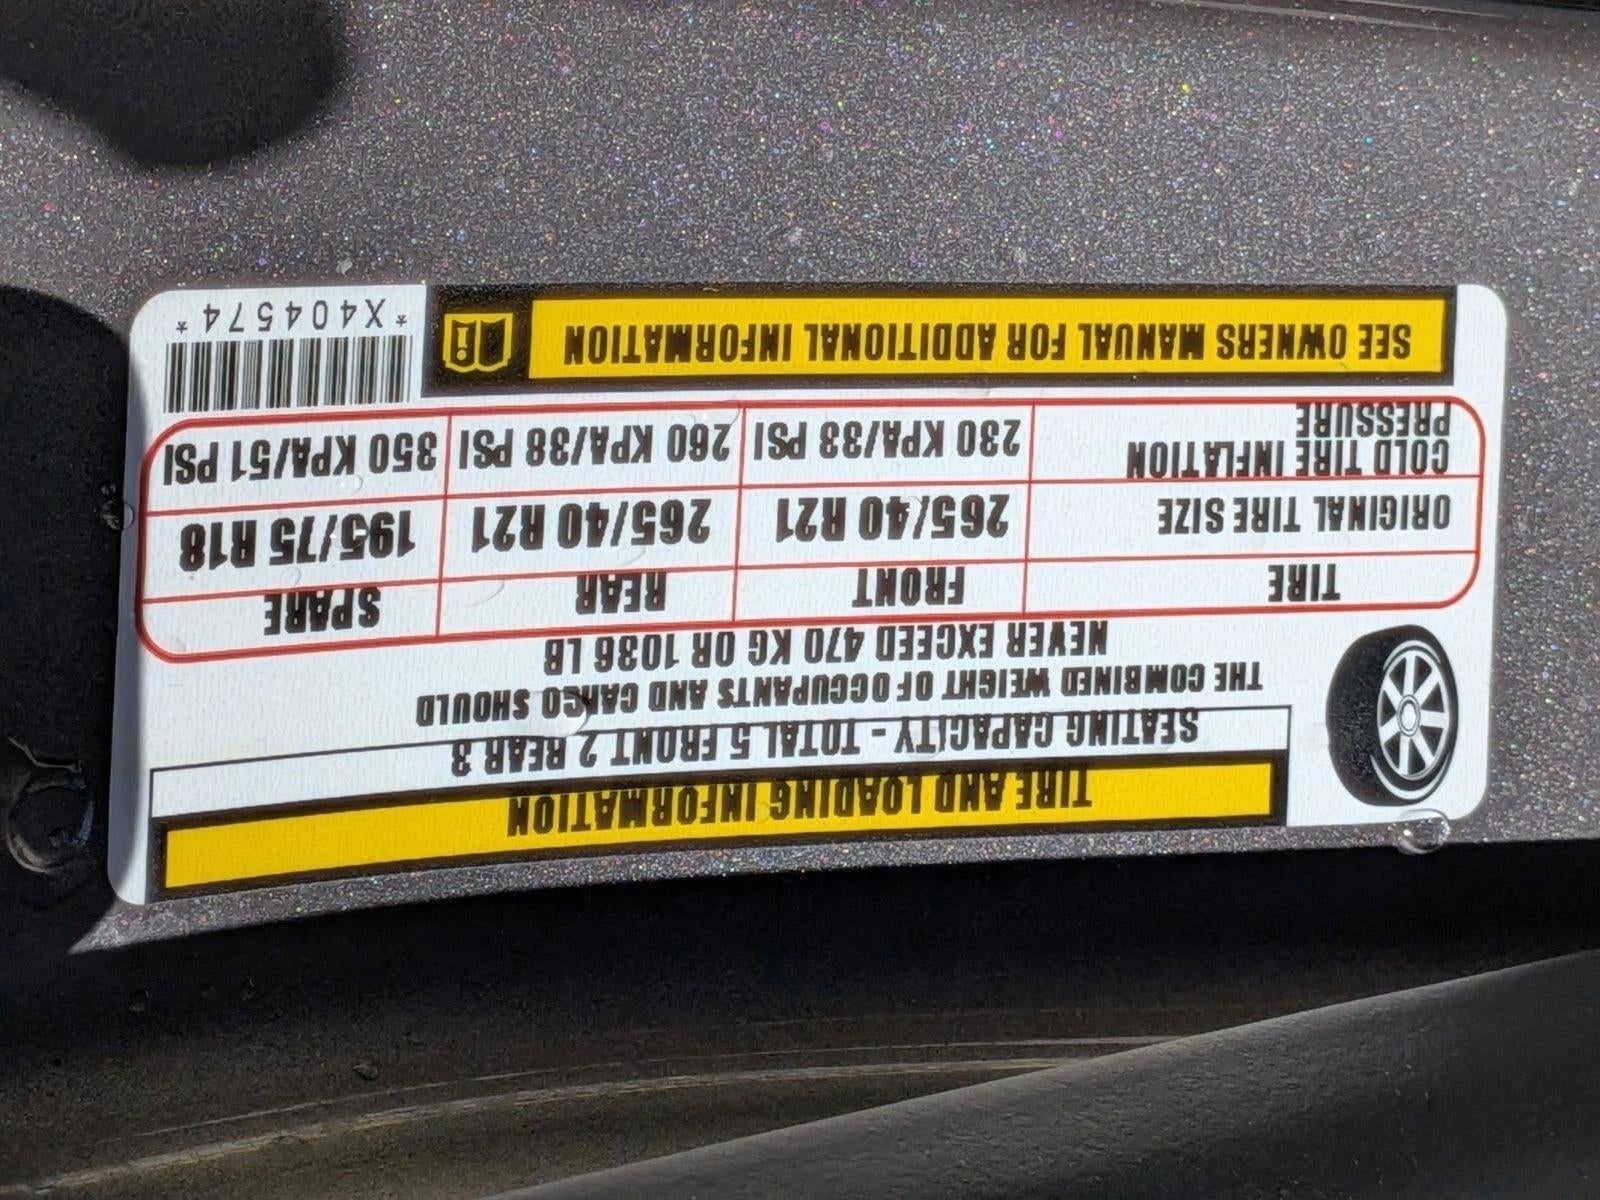 TIRE AND LOADING INFORMATION
SEATING CAPACITY - TOTAL 5 FRONT 2 REAR 3
THE COMBINED WEIGHT OF OCCUPANTS AND CARGO SHOULD
NEVER EXCEED 470 KG OR 1036 LB
TIRE FRONT REAR SPARE
ORIGINAL TIRE SIZE 265/40 R21 265/40 R21 195/75 R18
COLD TIRE INFLATION PRESSURE 230 KPA/33 PSI 260 KPA/38 PSI 350 KPA/51 PSI
SEE OWNERS MANUAL FOR ADDITIONAL INFORMATION
*X404574*